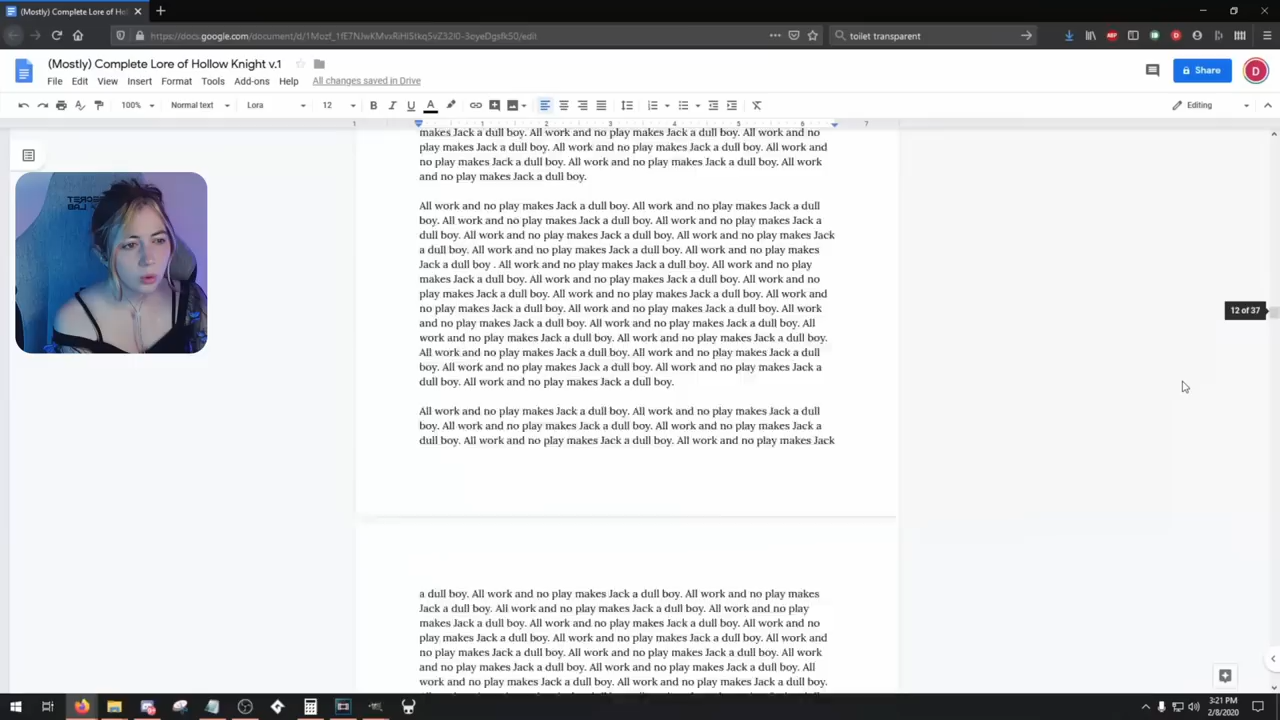 (Mostly) Complete Lore of Hol
https://docs.google.com/document/d/1Mczf_1fE7NJwKMvxRiHIStkq5vZ32I0-3cyeDgsfk50/edit
toilet transparent
(Mostly) Complete Lore of Hollow Knight v.1
File Edit View Insert Format Tools Add-ons Help All changes saved in Drive
Share
D
100% Normal text Lora 12 B I U A Editing
1 1 2 3 4 5 6 7
makes Jack a dull boy. All work and no play makes Jack a dull boy. All work and no
play makes Jack a dull boy. All work and no play makes Jack a dull boy. All work and
no play makes Jack a dull boy. All work and no play makes Jack a dull boy. All work
and no play makes Jack a dull boy.
All work and no play makes Jack a dull boy. All work and no play makes Jack a dull
boy. All work and no play makes Jack a dull boy. All work and no play makes Jack a
dull boy. All work and no play makes Jack a dull boy. All work and no play makes Jack
a dull boy. All work and no play makes Jack a dull boy. All work and no play makes
Jack a dull boy . All work and no play makes Jack a dull boy. All work and no play
makes Jack a dull boy. All work and no play makes Jack a dull boy. All work and no
play makes Jack a dull boy. All work and no play makes Jack a dull boy. All work and
no play makes Jack a dull boy. All work and no play makes Jack a dull boy. All work
and no play makes Jack a dull boy. All work and no play makes Jack a dull boy. All
work and no play makes Jack a dull boy. All work and no play makes Jack a dull boy.
All work and no play makes Jack a dull boy. All work and no play makes Jack a dull
boy. All work and no play makes Jack a dull boy. All work and no play makes Jack a
dull boy. All work and no play makes Jack a dull boy.
All work and no play makes Jack a dull boy. All work and no play makes Jack a dull
boy. All work and no play makes Jack a dull boy. All work and no play makes Jack a
dull boy. All work and no play makes Jack a dull boy. All work and no play makes Jack
12 of 37
a dull boy. All work and no play makes Jack a dull boy. All work and no play makes
Jack a dull boy. All work and no play makes Jack a dull boy. All work and no play
makes Jack a dull boy. All work and no play makes Jack a dull boy. All work and no
play makes Jack a dull boy. All work and no play makes Jack a dull boy. All work and
no play makes Jack a dull boy. All work and no play makes Jack a dull boy. All work
and no play makes Jack a dull boy. All work and no play makes Jack a dull boy. All
work and no play makes Jack a dull boy. All work and no play makes Jack a dull boy.
3:21 PM
2/8/2020